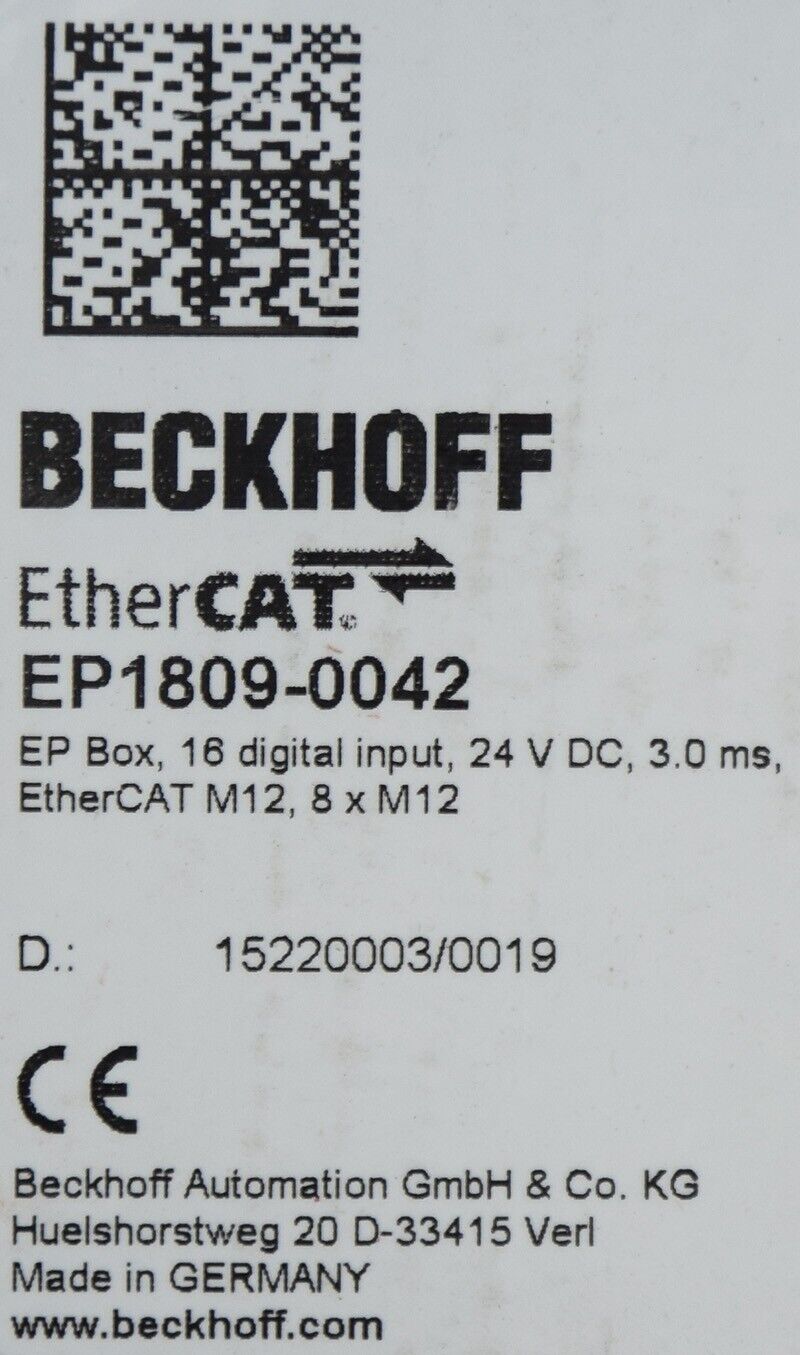 BECKHOFF
EtherCAT®
EP1809-0042
EP Box, 16 digital input, 24 V DC, 3.0 ms,
EtherCAT M12, 8 x M12
D.: 15220003/0019
CE
Beckhoff Automation GmbH & Co. KG
Huelshorstweg 20 D-33415 Verl
Made in GERMANY
www.beckhoff.com